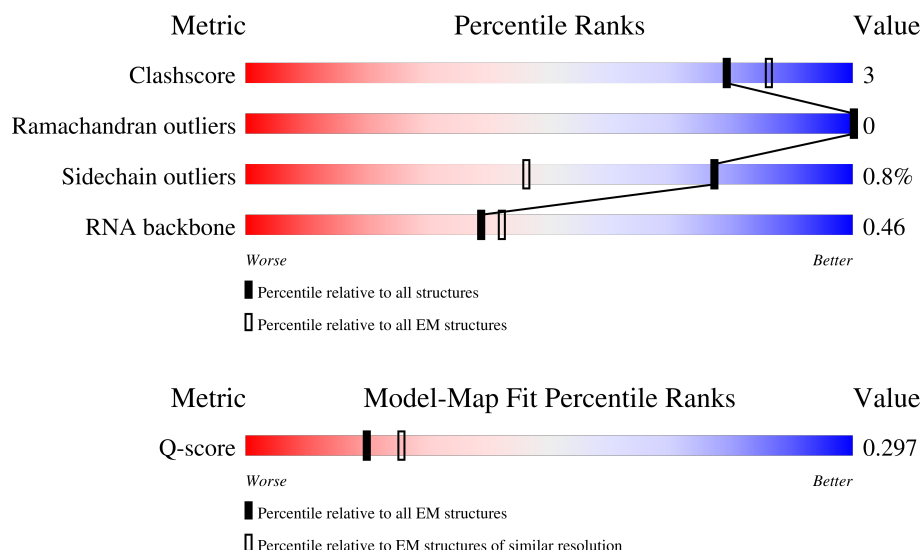 Metric Percentile Ranks Value
Clashscore 3
Ramachandran outliers 0
Sidechain outliers 0.8%
RNA backbone 0.46
Worse Better
Percentile relative to all structures
Percentile relative to all EM structures
Metric Model-Map Fit Percentile Ranks Value
Q-score 0.297
Worse Better
Percentile relative to all EM structures
Percentile relative to EM structures of similar resolution